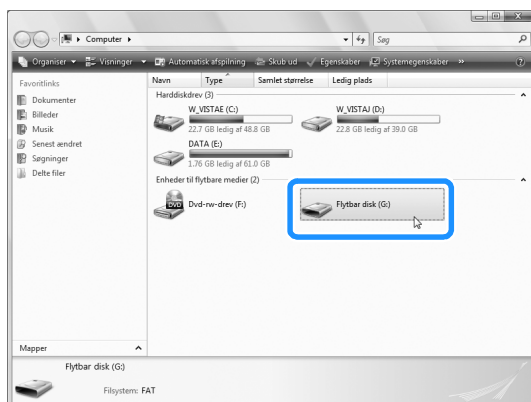 Computer
Søg
Organiser Visninger Automatisk afspilning Skub ud Egenskaber Systemegenskaber »
Favoritlinks
Dokumenter
Billeder
Musik
Senest ændret
Søgninger
Delte filer
Mapper
Navn Type Samlet størrelse Ledig plads
Harddiskdrev (3)
W_VISTAE (C:)
22.7 GB ledig af 48.8 GB
W_VISTAJ (D:)
22.8 GB ledig af 39.0 GB
DATA (E:)
1.76 GB ledig af 61.0 GB
Enheder til flytbare medier (2)
DVD
Dvd-rw-drev (F:)
Flytbar disk (G:)
Flytbar disk (G:)
Filsystem: FAT